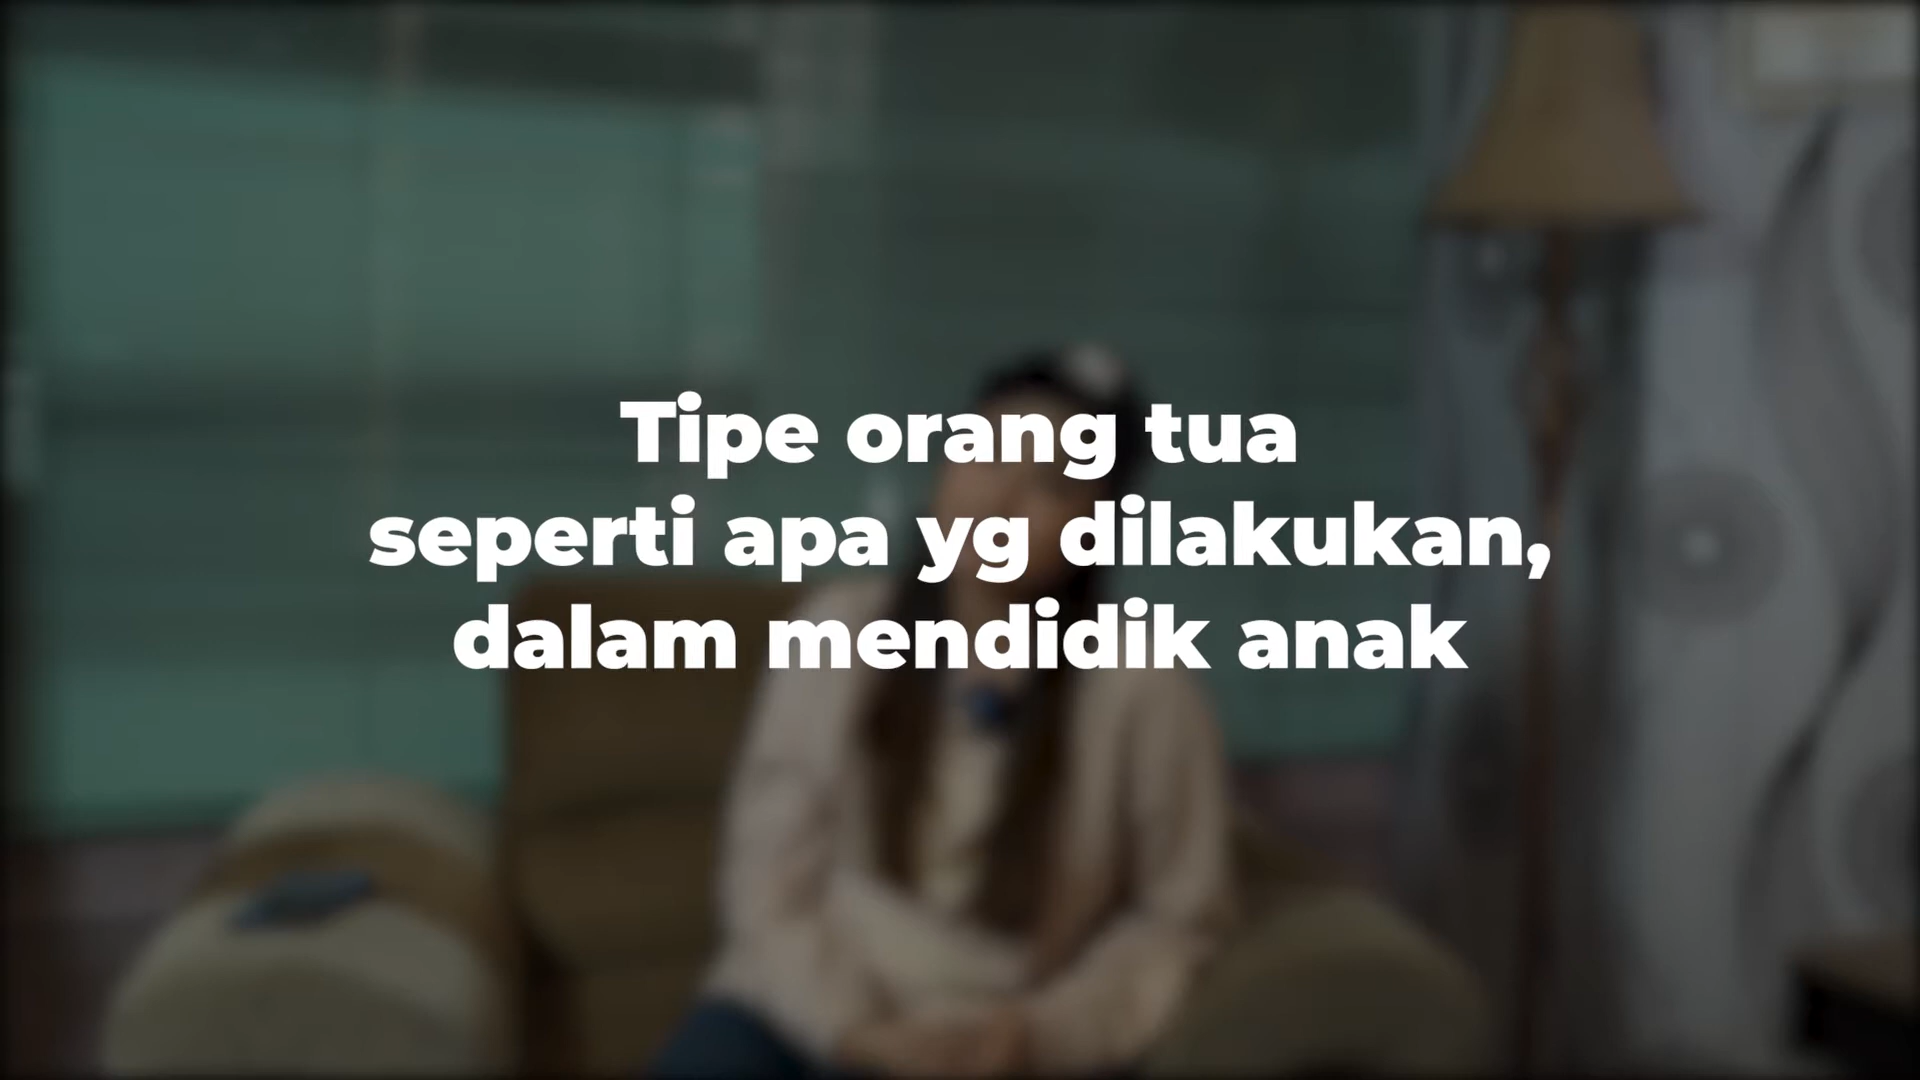 Tipe orang tua
seperti apa yg dilakukan,
dalam mendidik anak